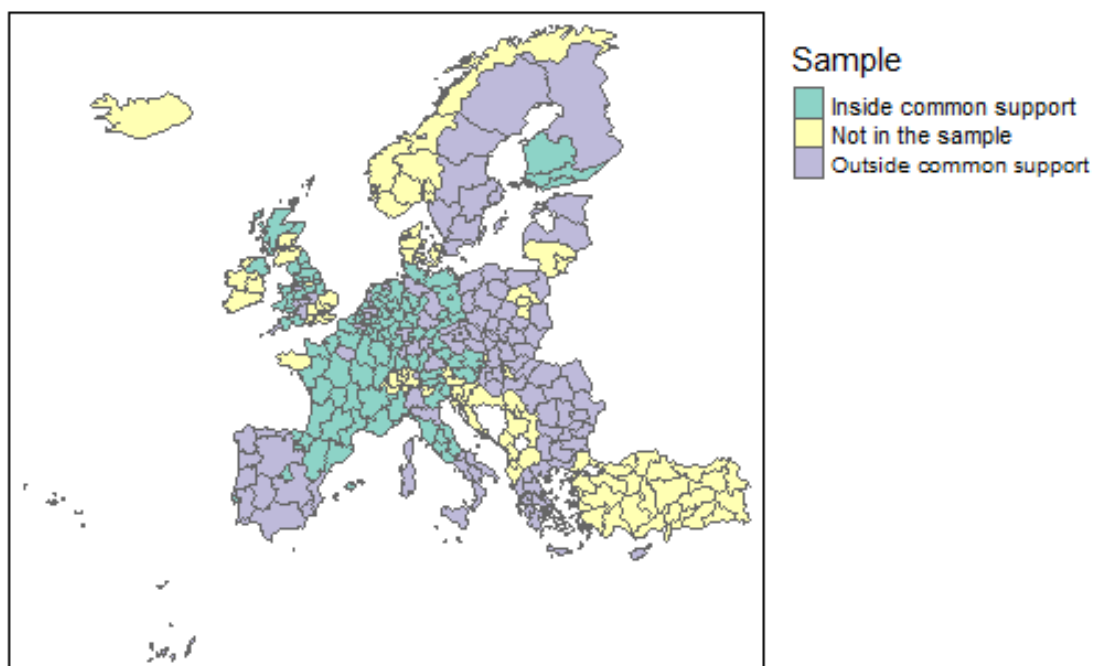 Sample
Inside common support
Not in the sample
Outside common support